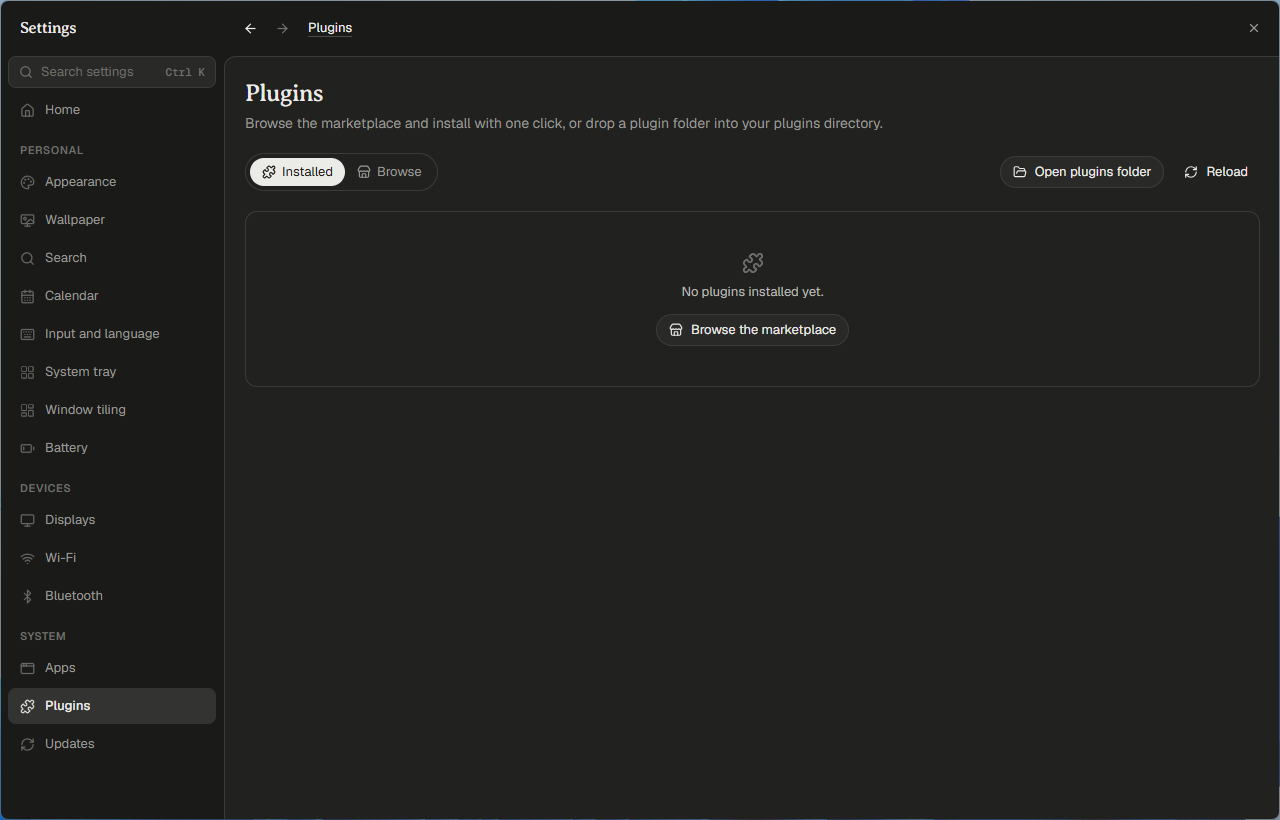 Settings
Plugins
Search settings
Ctrl K
Home
PERSONAL
Appearance
Wallpaper
Search
Calendar
Input and language
System tray
Window tiling
Battery
DEVICES
Displays
Wi-Fi
Bluetooth
SYSTEM
Apps
Plugins
Updates
Plugins
Browse the marketplace and install with one click, or drop a plugin folder into your plugins directory.
Installed
Browse
Open plugins folder
Reload
No plugins installed yet.
Browse the marketplace